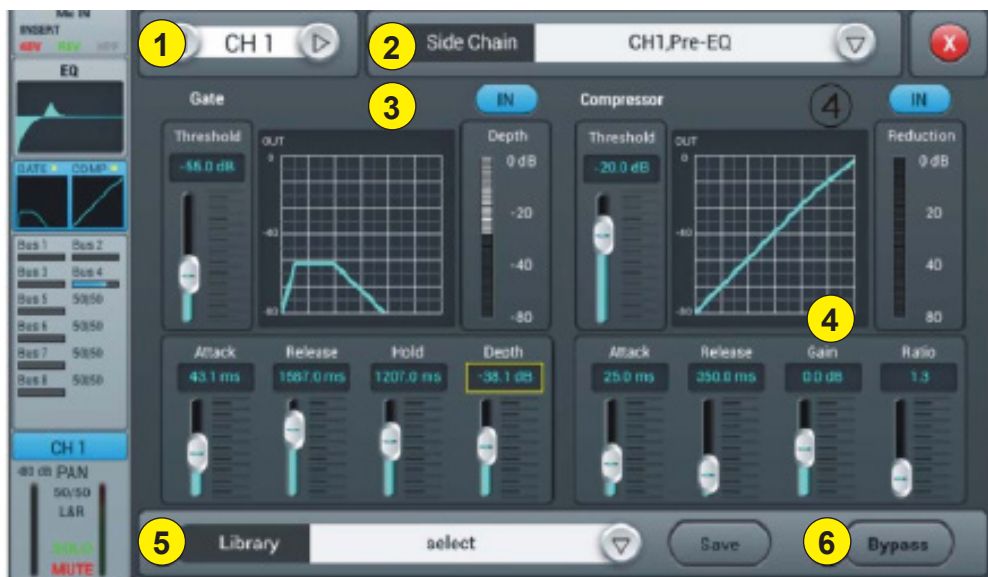 Mic IN
INSERT
48V REV HPF
EQ
GATE COMP
Bus 1 Bus 2
Bus 3 Bus 4
Bus 5 50/50
Bus 6 50/50
Bus 7 50/50
Bus 8 50/50
CH 1
PAN
50/50
L&R
SOLO
MUTE
1 CH 1
2 Side Chain CH1,Pre-EQ
X
Gate 3 IN
Threshold
OUT
Depth
0
0 dB
-20
-40
-40
-80
-80
Attack Release Hold Depth
43.1 ms 1587.0 ms 1207.0 ms -38.1 dB
Compressor 4 IN
Threshold
-20.0 dB
OUT
Reduction
0
0 dB
20
-40
40
-80
80
4
Attack Release Gain Ratio
25.0 ms 350.0 ms 0.0 dB 1.3
5 Library select
Save
6 Bypass